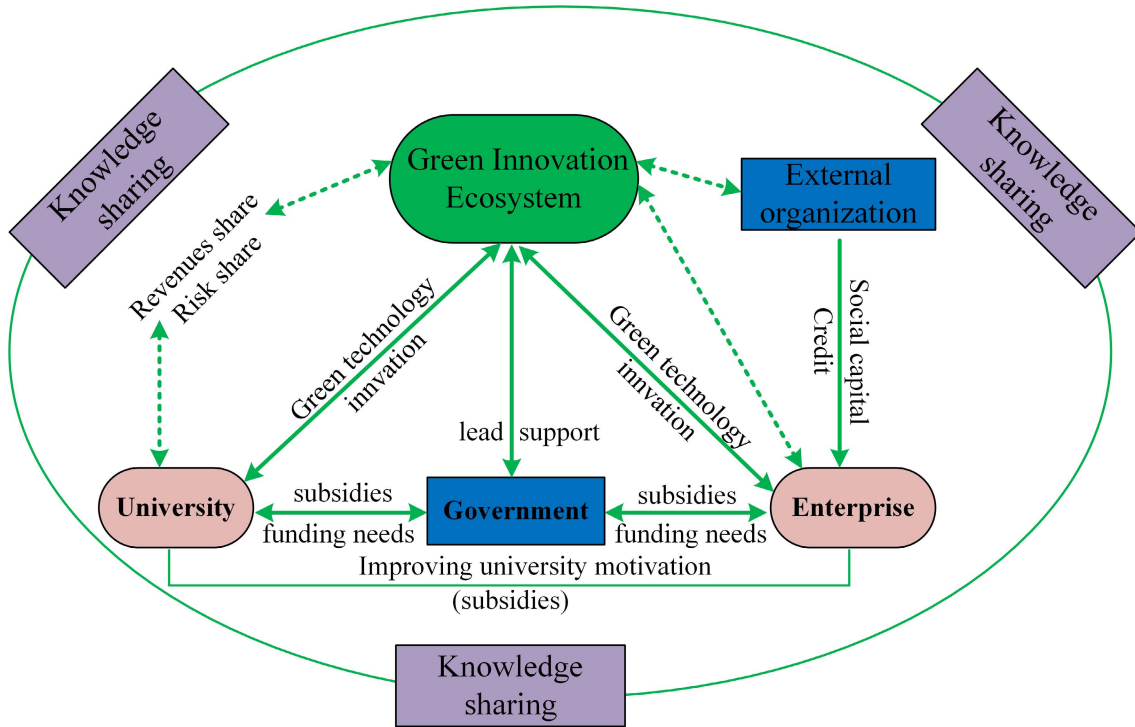 Knowledge
sharing
Knowledge
sharing
Green Innovation
Ecosystem
External
organization
Revenues share
Risk share
Green technology
innvation
Green technology
innvation
Social capital
Credit
lead support
University
subsidies
funding needs
Government
subsidies
funding needs
Enterprise
Improving university motivation
(subsidies)
Knowledge
sharing